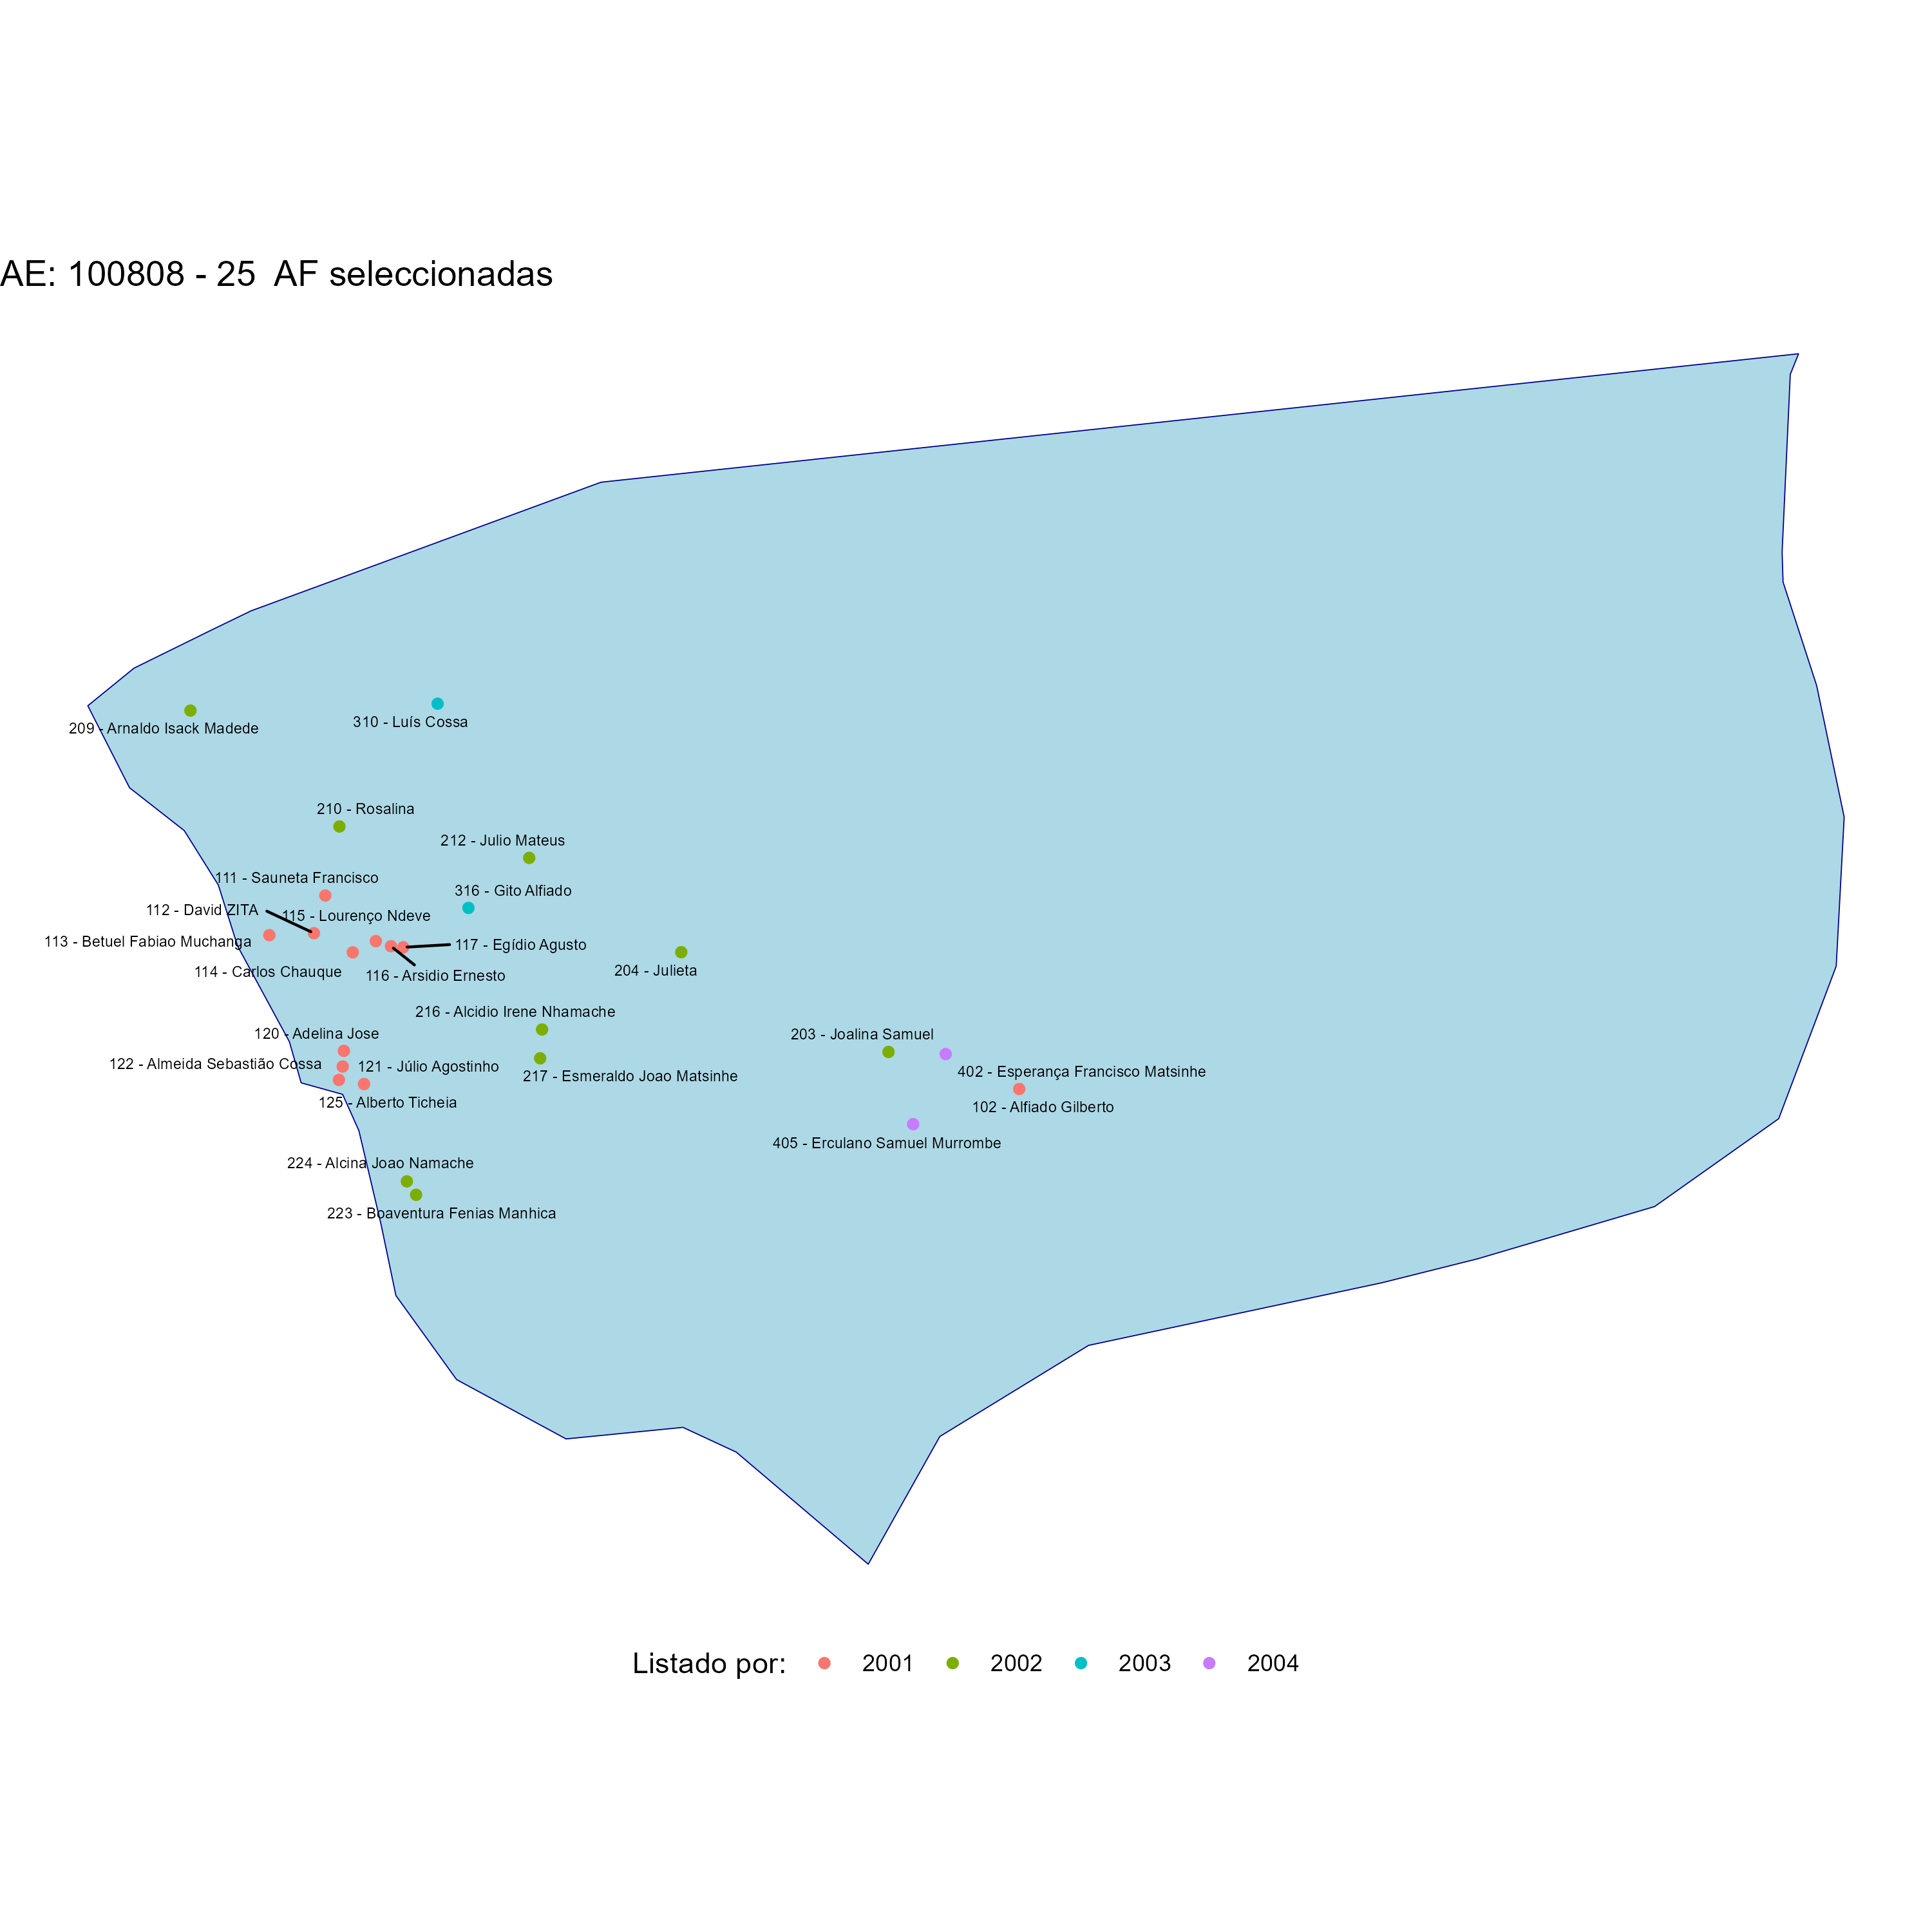 AE: 100808 - 25  AF seleccionadas
310 - Luís Cossa
209 - Arnaldo Isack Madede
210 - Rosalina
212 - Julio Mateus
111 - Sauneta Francisco
316 - Gito Alfiado
112 - David ZITA
115 - Lourenço Ndeve
113 - Betuel Fabiao Muchanga
117 - Egídio Agusto
114 - Carlos Chauque
116 - Arsidio Ernesto
204 - Julieta
216 - Alcidio Irene Nhamache
120 - Adelina Jose
203 - Joalina Samuel
122 - Almeida Sebastião Cossa
121 - Júlio Agostinho
402 - Esperança Francisco Matsinhe
217 - Esmeraldo Joao Matsinhe
125 - Alberto Ticheia
102 - Alfiado Gilberto
405 - Erculano Samuel Murrombe
224 - Alcina Joao Namache
223 - Boaventura Fenias Manhica
Listado por: 2001 2002 2003 2004